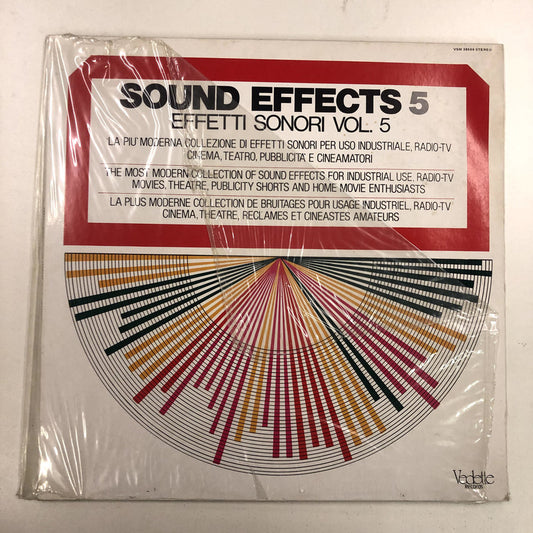 STEREO
SOUND EFFECTS 5
EFFETTI SONORI VOL. 5
LA PIU' MODERNA COLLEZIONE DI EFFETTI SONORI PER USO INDUSTRIALE, RADIO-TV
CINEMA, TEATRO, PUBBLICITA' E CINEAMATORI
THE MOST MODERN COLLECTION OF SOUND EFFECTS FOR INDUSTRIAL USE, RADIO-TV
MOVIES, THEATRE, PUBLICITY SHORTS AND HOME MOVIE ENTHUSIASTS
LA PLUS MODERNE COLLECTION DE BRUITAGES POUR USAGE INDUSTRIEL, RADIO-TV
CINEMA, THEATRE, RECLAMES ET CINEASTES AMATEURS
Vedette
RECORDS